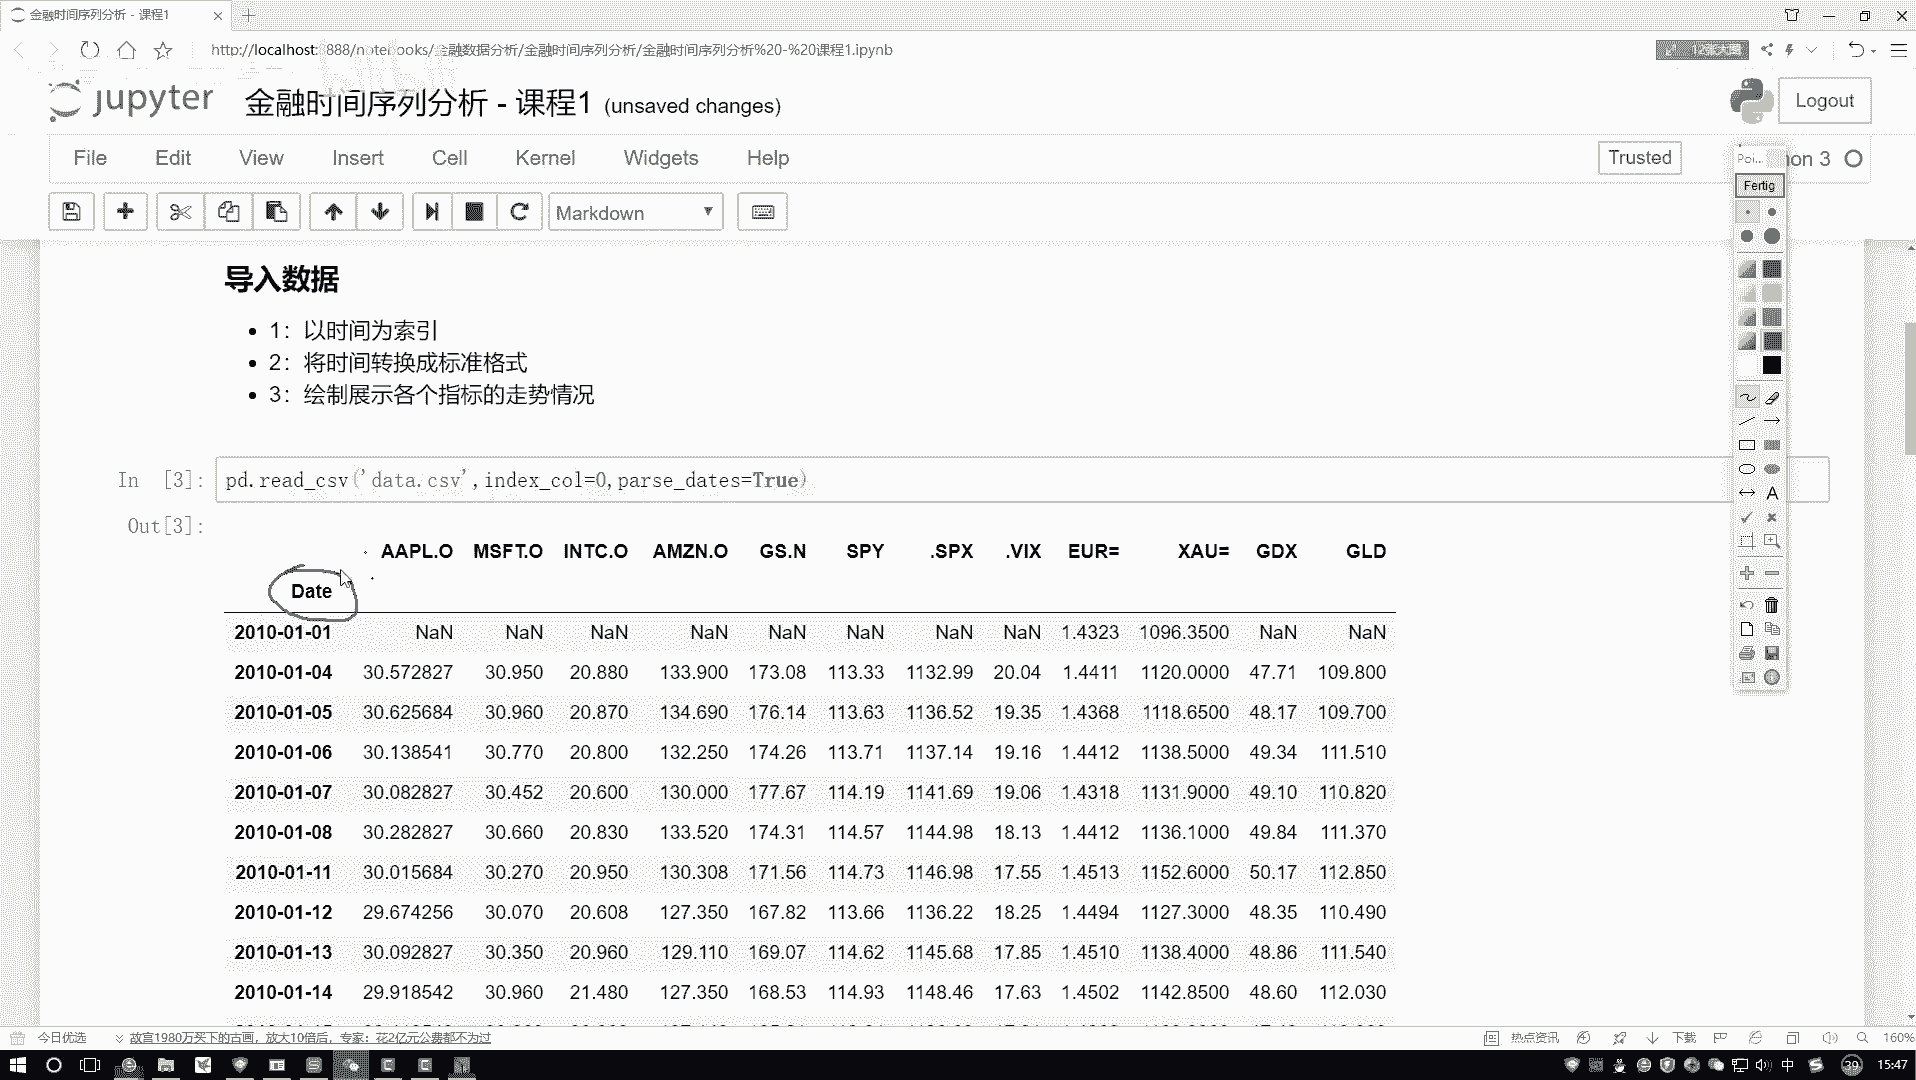 金融时间序列分析 - 课程1
http://localhost:8888/notebooks/金融数据分析/金融时间序列分析/金融时间序列分析%20-%20课程1.ipynb
jupyter 金融时间序列分析 - 课程1 (unsaved changes)
Logout
File Edit View Insert Cell Kernel Widgets Help
Trusted
Poi... hon 3
Fertig
Markdown
导入数据
1：以时间为索引
2：将时间转换成标准格式
3：绘制展示各个指标的走势情况
In [3]: pd.read_csv('data.csv',index_col=0,parse_dates=True)
Out[3]:
AAPL.O MSFT.O INTC.O AMZN.O GS.N SPY .SPX .VIX EUR= XAU= GDX GLD
Date
2010-01-01 NaN NaN NaN NaN NaN NaN NaN NaN 1.4323 1096.3500 NaN NaN
2010-01-04 30.572827 30.950 20.880 133.900 173.08 113.33 1132.99 20.04 1.4411 1120.0000 47.71 109.800
2010-01-05 30.625684 30.960 20.870 134.690 176.14 113.63 1136.52 19.35 1.4368 1118.6500 48.17 109.700
2010-01-06 30.138541 30.770 20.800 132.250 174.26 113.71 1137.14 19.16 1.4412 1138.5000 49.34 111.510
2010-01-07 30.082827 30.452 20.600 130.000 177.67 114.19 1141.69 19.06 1.4318 1131.9000 49.10 110.820
2010-01-08 30.282827 30.660 20.830 133.520 174.31 114.57 1144.98 18.13 1.4412 1136.1000 49.84 111.370
2010-01-11 30.015684 30.270 20.950 130.308 171.56 114.73 1146.98 17.55 1.4513 1152.6000 50.17 112.850
2010-01-12 29.674256 30.070 20.608 127.350 167.82 113.66 1136.22 18.25 1.4494 1127.3000 48.35 110.490
2010-01-13 30.092827 30.350 20.960 129.110 169.07 114.62 1145.68 17.85 1.4510 1138.4000 48.86 111.540
2010-01-14 29.918542 30.960 21.480 127.350 168.53 114.93 1148.46 17.63 1.4502 1142.8500 48.60 112.030
今日优选 故宫1980万买下的古画，放大10倍后，专家：花2亿元公费都不为过
热点资讯 下载 160%
中 39 15:47